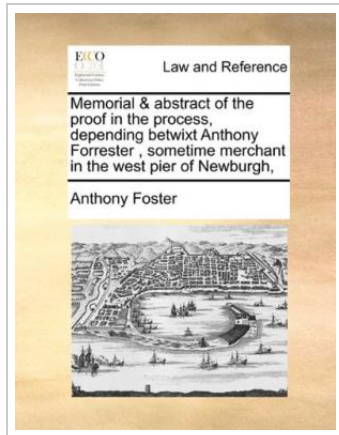 ECCO
Law and Reference
Memorial & abstract of the
proof in the process,
depending betwixt Anthony
Forrester , sometime merchant
in the west pier of Newburgh,
Anthony Foster